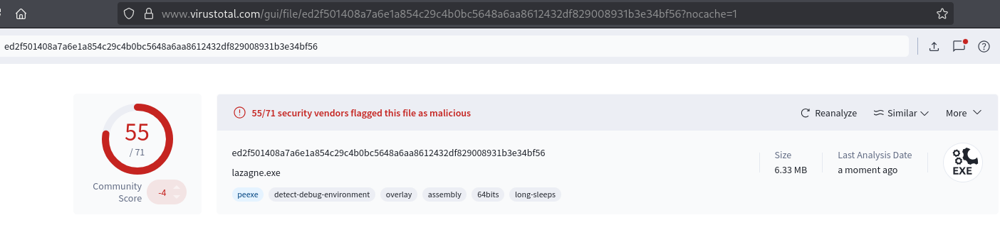 www.virustotal.com/gui/file/ed2f501408a7a6e1a854c29c4b0bc5648a6aa8612432df829008931b3e34bf56?nocache=1
ed2f501408a7a6e1a854c29c4b0bc5648a6aa8612432df829008931b3e34bf56
55/71 security vendors flagged this file as malicious
Reanalyze
Similar
More
55
/ 71
Community
Score
-4
ed2f501408a7a6e1a854c29c4b0bc5648a6aa8612432df829008931b3e34bf56
lazagne.exe
Size
6.33 MB
Last Analysis Date
a moment ago
EXE
peexe
detect-debug-environment
overlay
assembly
64bits
long-sleeps